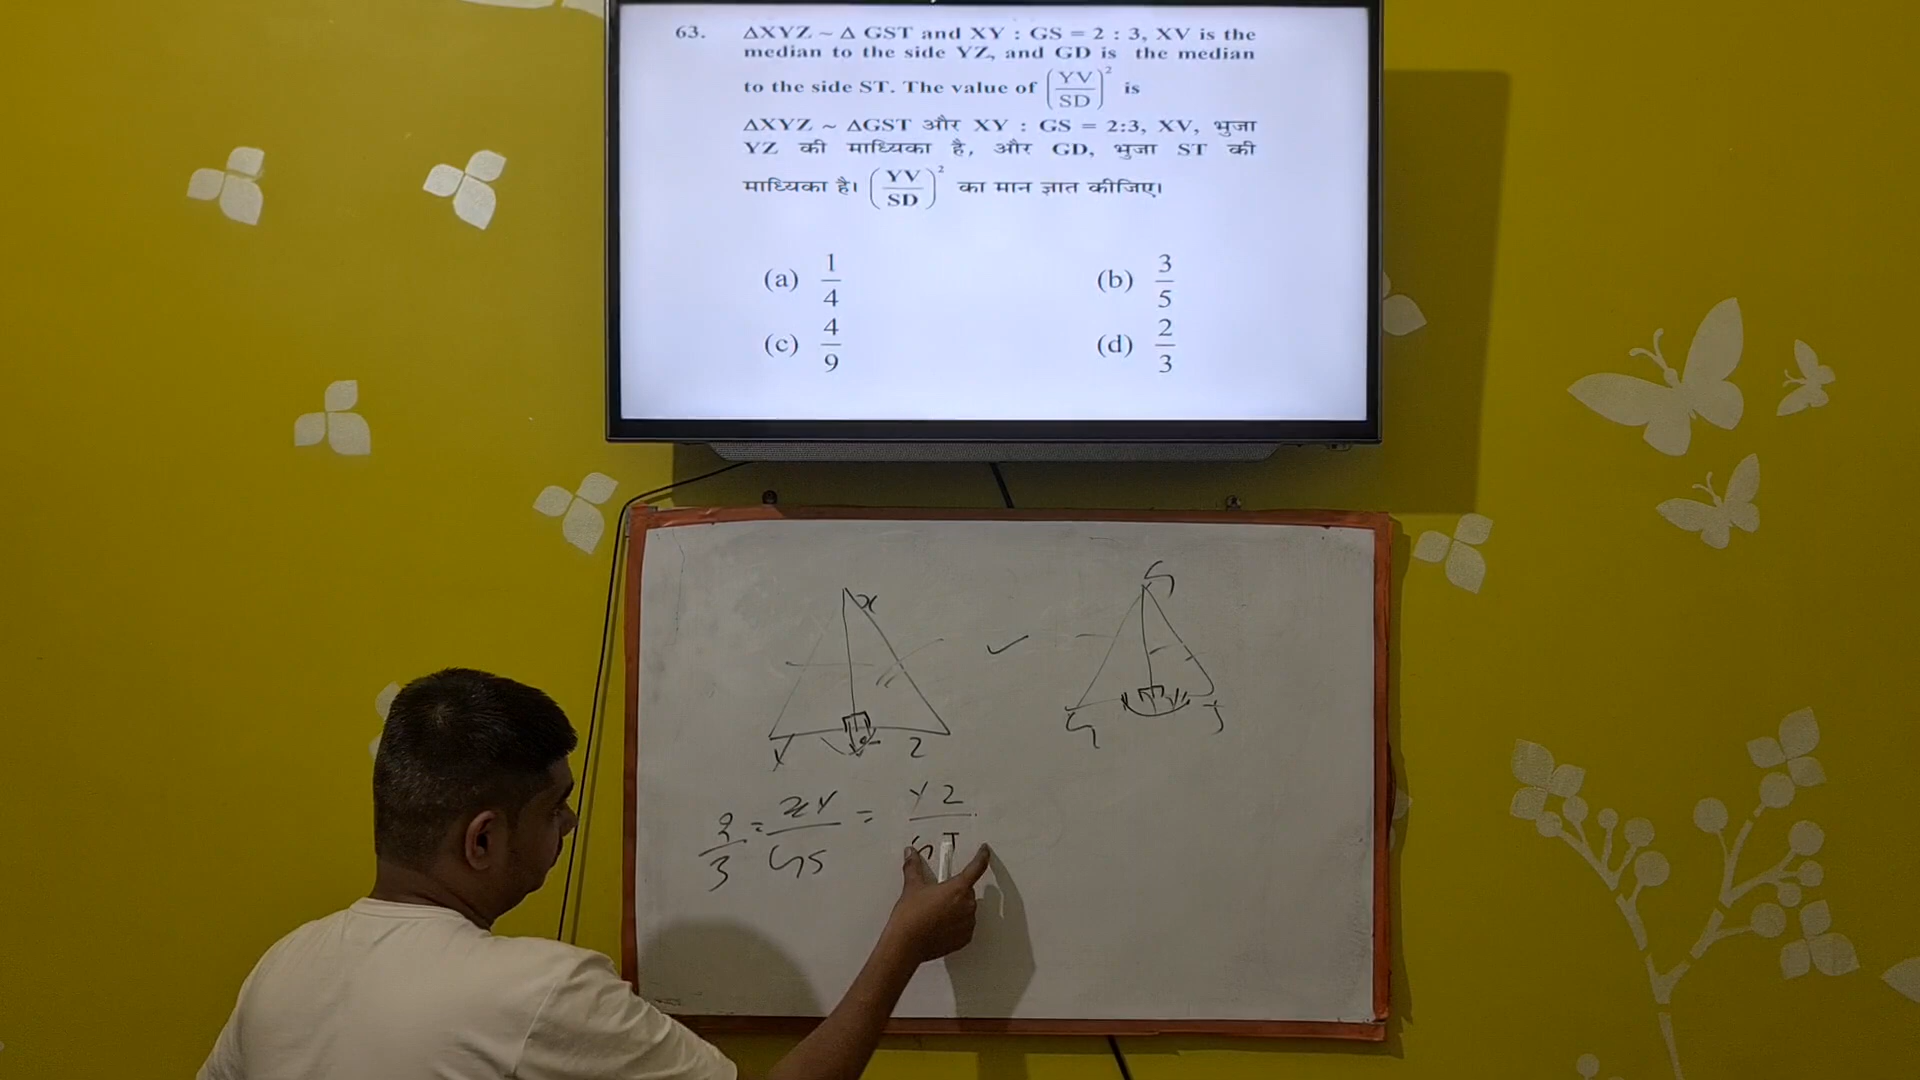 63. ΔXYZ ~ Δ GST and XY : GS = 2 : 3, XV is the
median to the side YZ, and GD is the median
to the side ST. The value of (YV/SD)² is
ΔXYZ ~ ΔGST और XY : GS = 2:3, XV, भुजा
YZ की माध्यिका है, और GD, भुजा ST की
माध्यिका है। (YV/SD)² का मान ज्ञात कीजिए।
(a) 1/4 (b) 3/5
(c) 4/9 (d) 2/3
x
G
Y Z
2/3 = xY/GS = YZ/ST